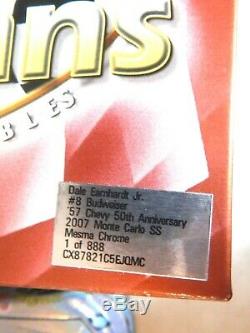 ans
BLES
Dale Earnhardt Jr.
#8 Budweiser
'57 Chevy 50th Anniversary
2007 Monte Carlo SS
Mesma Chrome
1 of 888
CX87821C5EJQMC